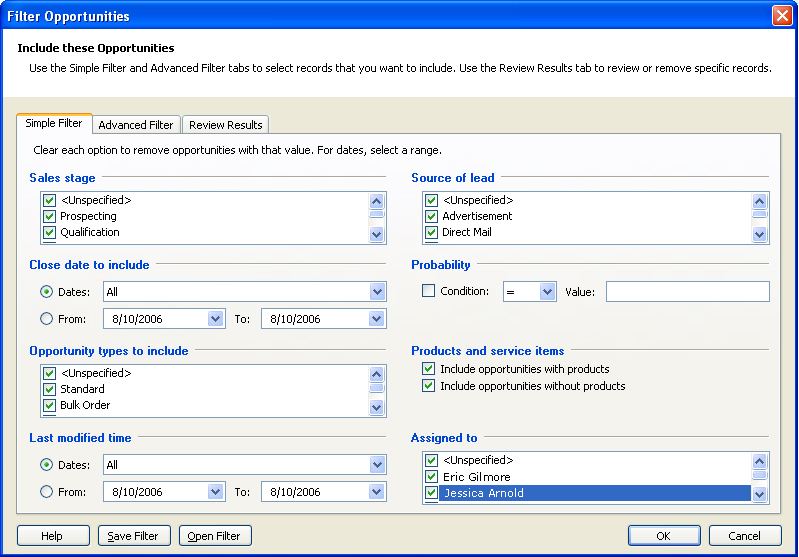 Filter Opportunities
Include these Opportunities
Use the Simple Filter and Advanced Filter tabs to select records that you want to include. Use the Review Results tab to review or remove specific records.
Simple Filter Advanced Filter Review Results
Clear each option to remove opportunities with that value. For dates, select a range.
Sales stage
<Unspecified>
Prospecting
Qualification
Source of lead
<Unspecified>
Advertisement
Direct Mail
Close date to include
Dates: All
From: 8/10/2006 To: 8/10/2006
Probability
Condition: = Value:
Opportunity types to include
<Unspecified>
Standard
Bulk Order
Products and service items
Include opportunities with products
Include opportunities without products
Last modified time
Dates: All
From: 8/10/2006 To: 8/10/2006
Assigned to
<Unspecified>
Eric Gilmore
Jessica Arnold
Help Save Filter Open Filter OK Cancel